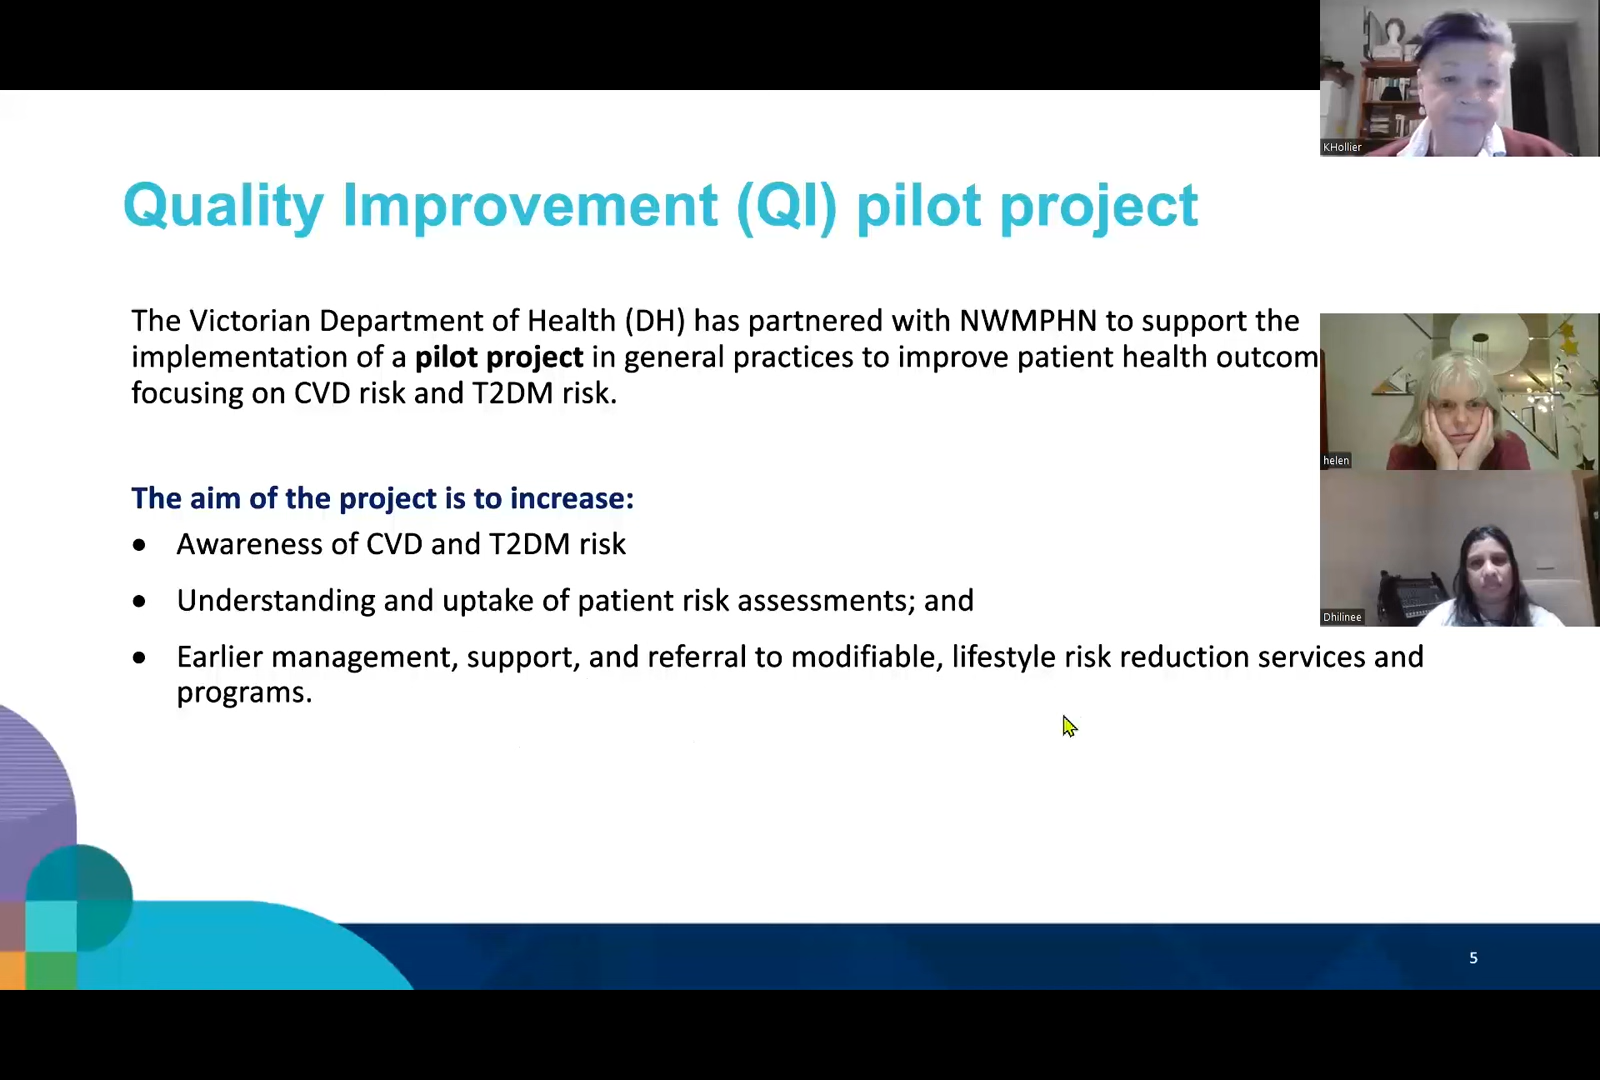 KHollier
Quality Improvement (QI) pilot project
The Victorian Department of Health (DH) has partnered with NWMPHN to support the
implementation of a pilot project in general practices to improve patient health outcom
focusing on CVD risk and T2DM risk.
helen
The aim of the project is to increase:
• Awareness of CVD and T2DM risk
• Understanding and uptake of patient risk assessments; and
Dhilinee
• Earlier management, support, and referral to modifiable, lifestyle risk reduction services and
programs.
5